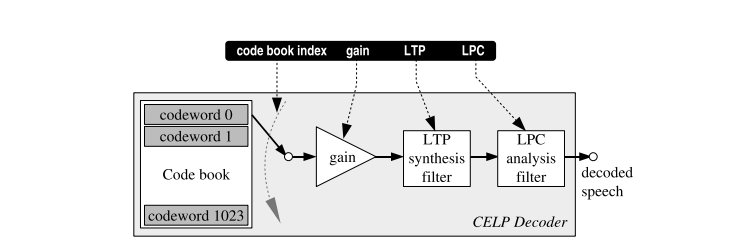 code book index gain LTP LPC
codeword 0
codeword 1
Code book
codeword 1023
gain
LTP
synthesis
filter
LPC
analysis
filter
decoded
speech
CELP Decoder